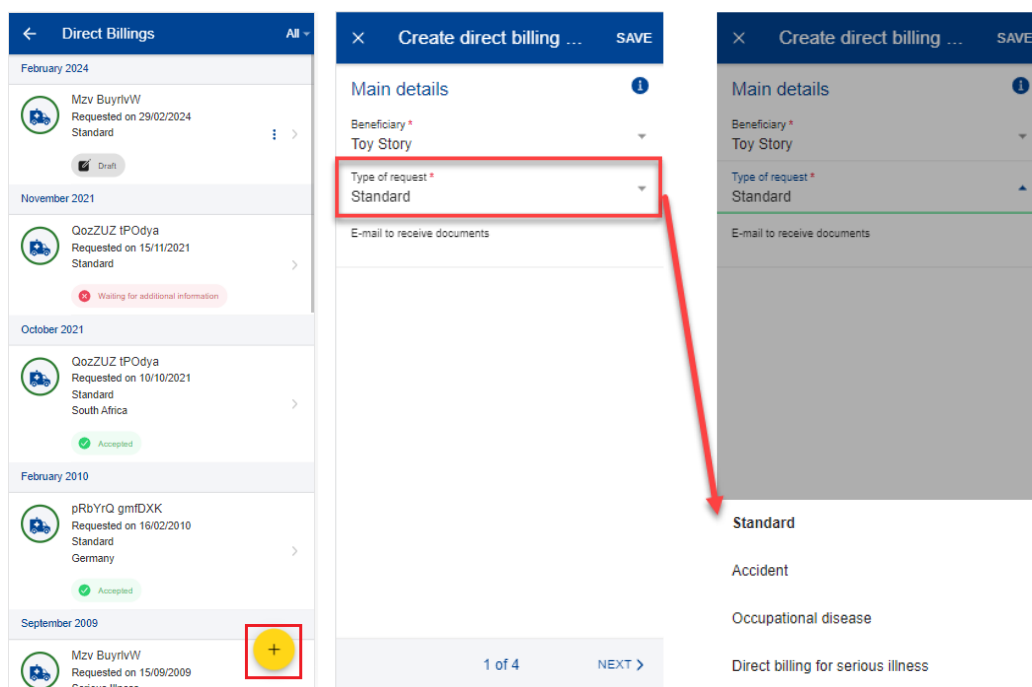 Direct Billings
All
February 2024
Mzv BuyrlvW
Requested on 29/02/2024
Standard
Draft
November 2021
QozZUZ tPOdya
Requested on 15/11/2021
Standard
Waiting for additional information
October 2021
QozZUZ tPOdya
Requested on 10/10/2021
Standard
South Africa
Accepted
February 2010
pRbYrQ gmfDXK
Requested on 16/02/2010
Standard
Germany
Accepted
September 2009
Mzv BuyrlvW
Requested on 15/09/2009
Serious Illness
Create direct billing ...
SAVE
Main details
Beneficiary *
Toy Story
Type of request *
Standard
E-mail to receive documents
1 of 4
NEXT
Create direct billing ...
SAVE
Main details
Beneficiary *
Toy Story
Type of request *
Standard
E-mail to receive documents
Standard
Accident
Occupational disease
Direct billing for serious illness